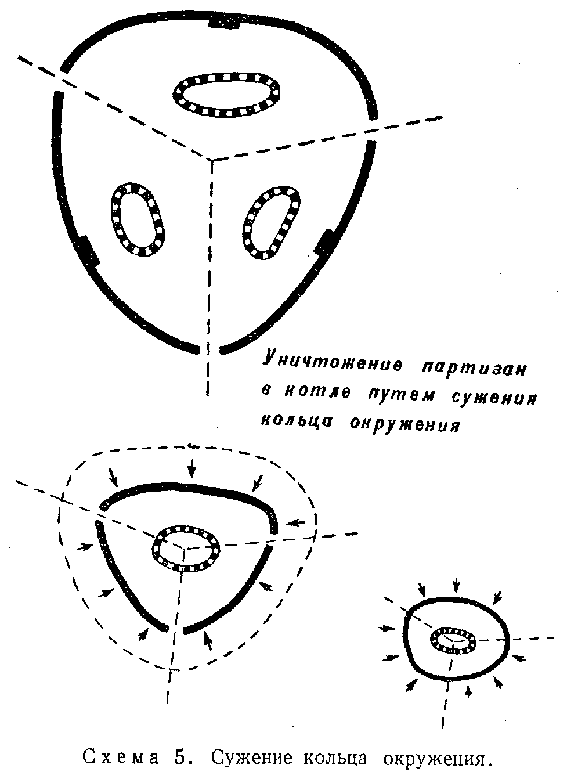 Уничтожение партизан
в котле путем сужения
кольца окружения
Схема 5. Сужение кольца окружения.